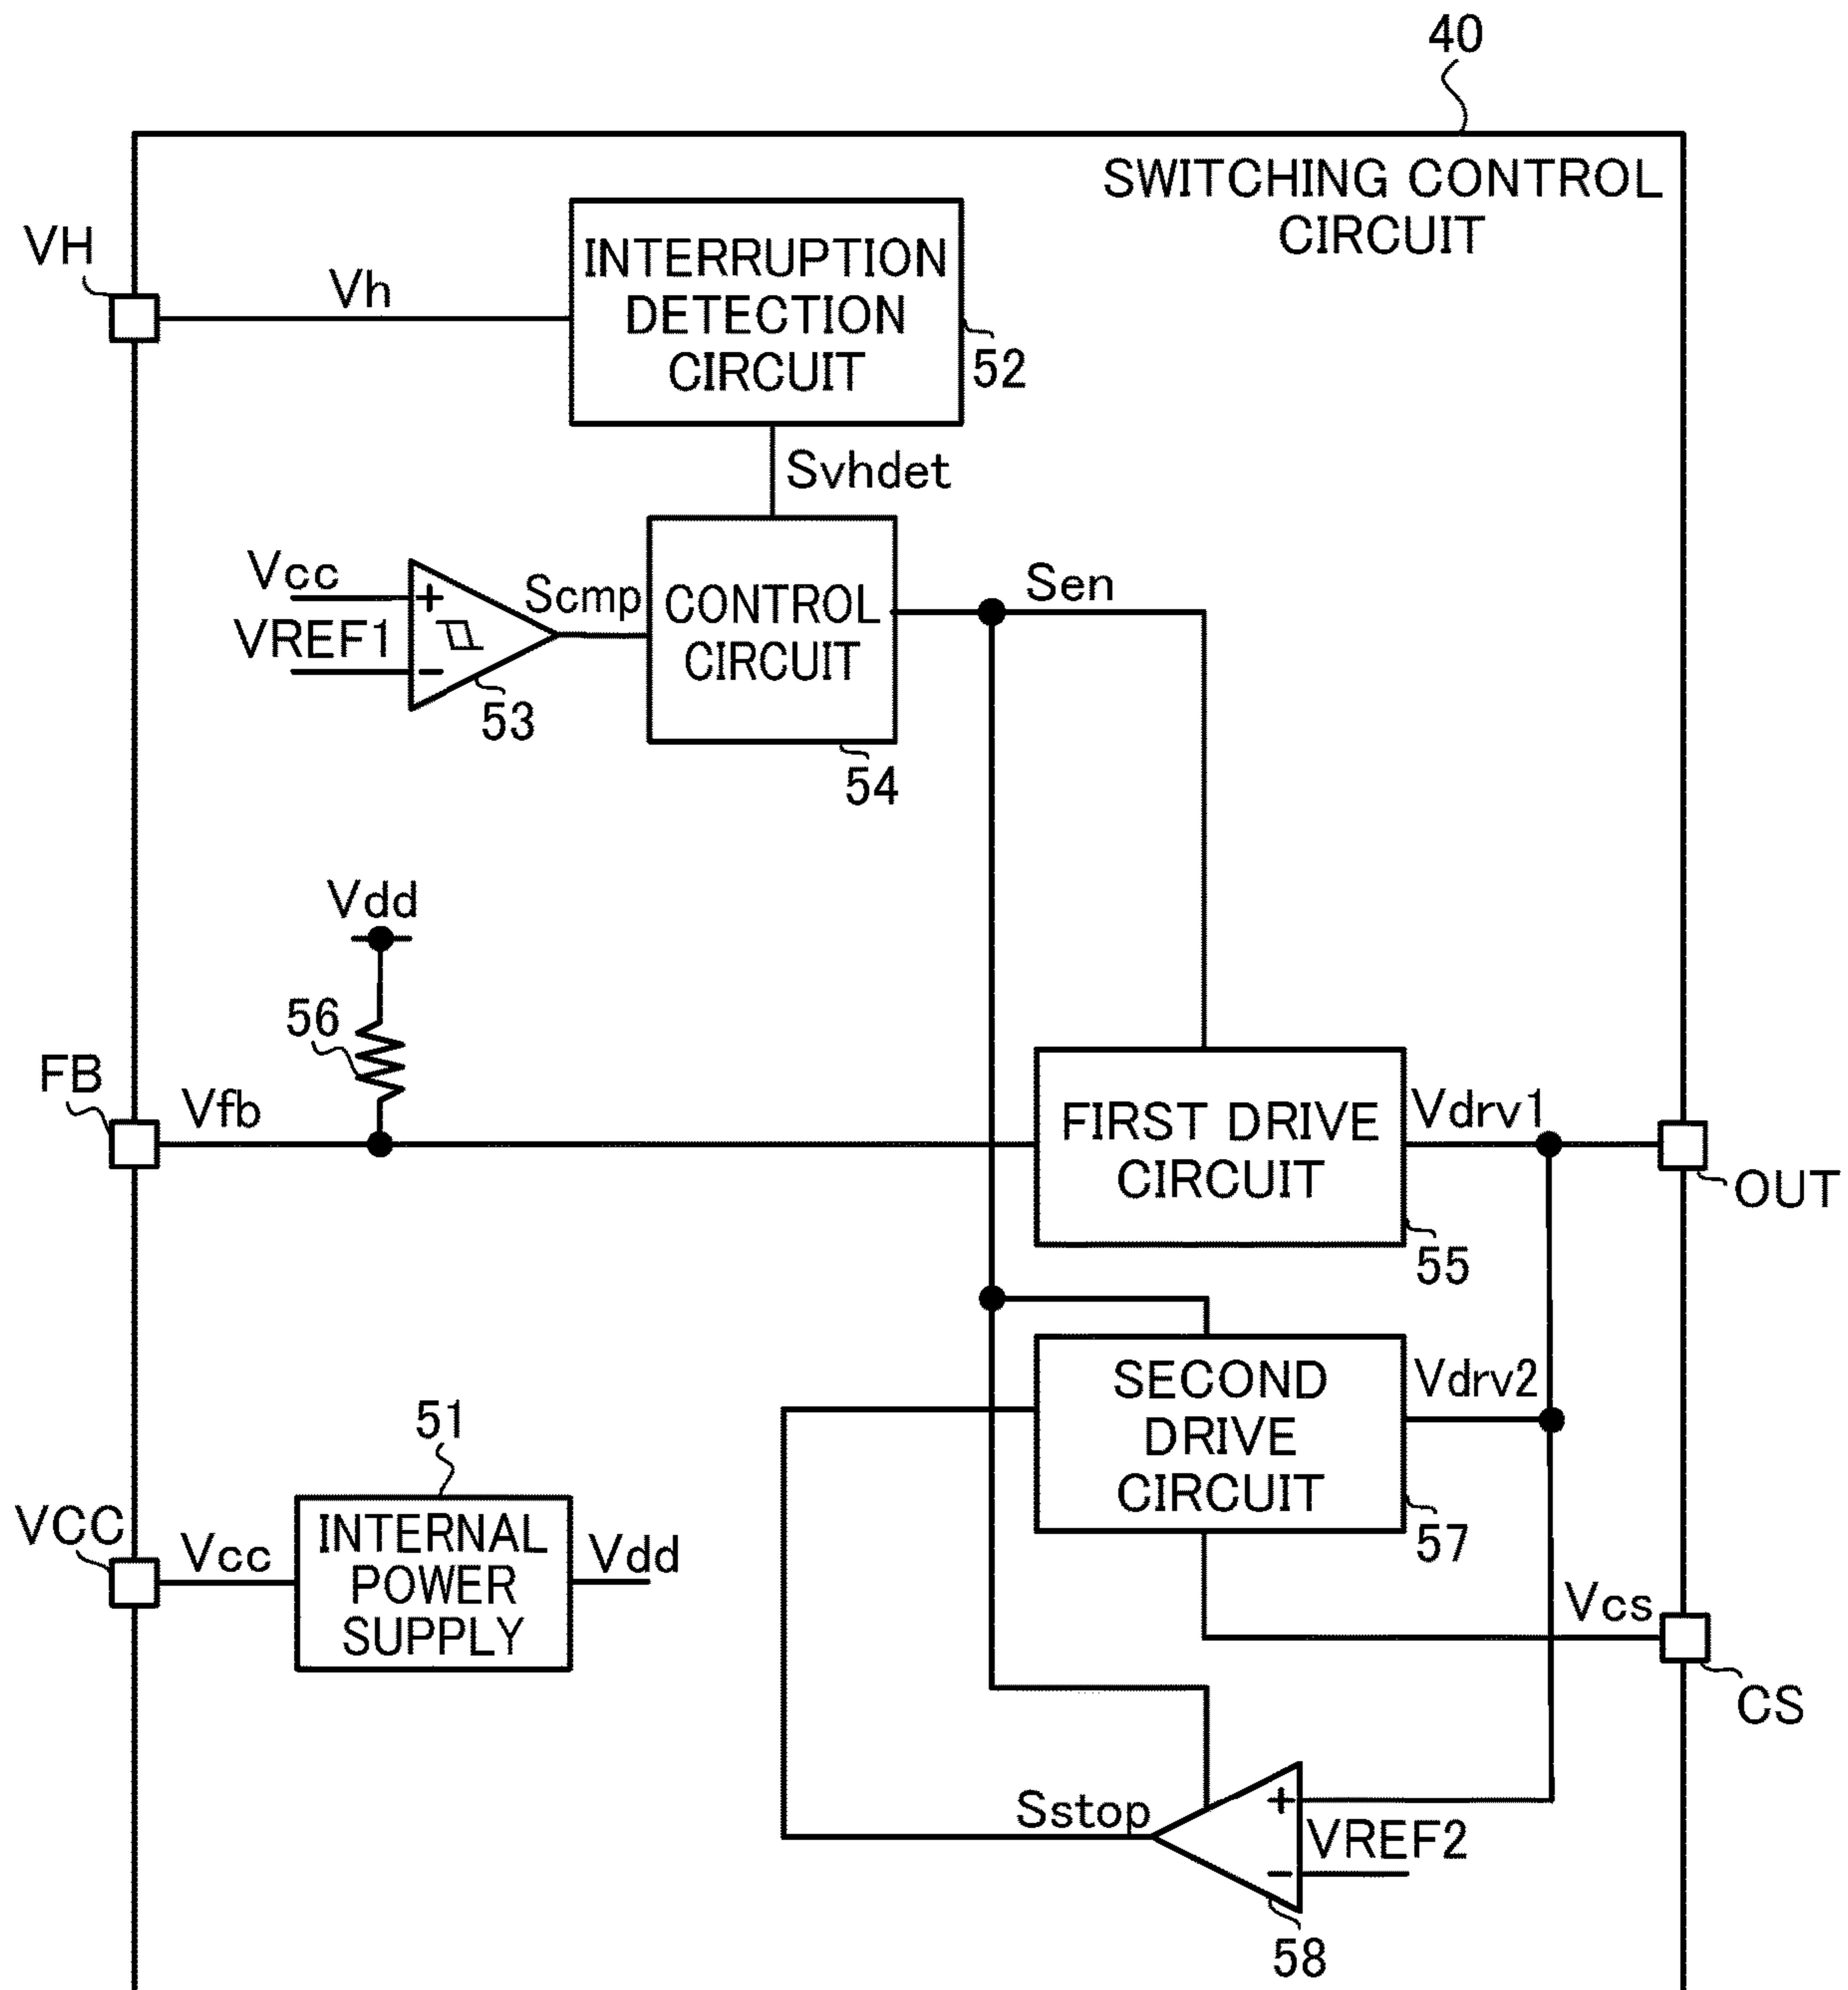 40
SWITCHING CONTROL
CIRCUIT
VH
Vh
INTERRUPTION
DETECTION
CIRCUIT
52
Svhdet
Vcc
+
VREF1
−
53
Scmp
CONTROL
CIRCUIT
54
Sen
Vdd
56
FB
Vfb
FIRST DRIVE
CIRCUIT
55
Vdrv1
OUT
SECOND
DRIVE
CIRCUIT
57
Vdrv2
51
VCC
Vcc
INTERNAL
POWER
SUPPLY
Vdd
Vcs
CS
Sstop
+
VREF2
−
58